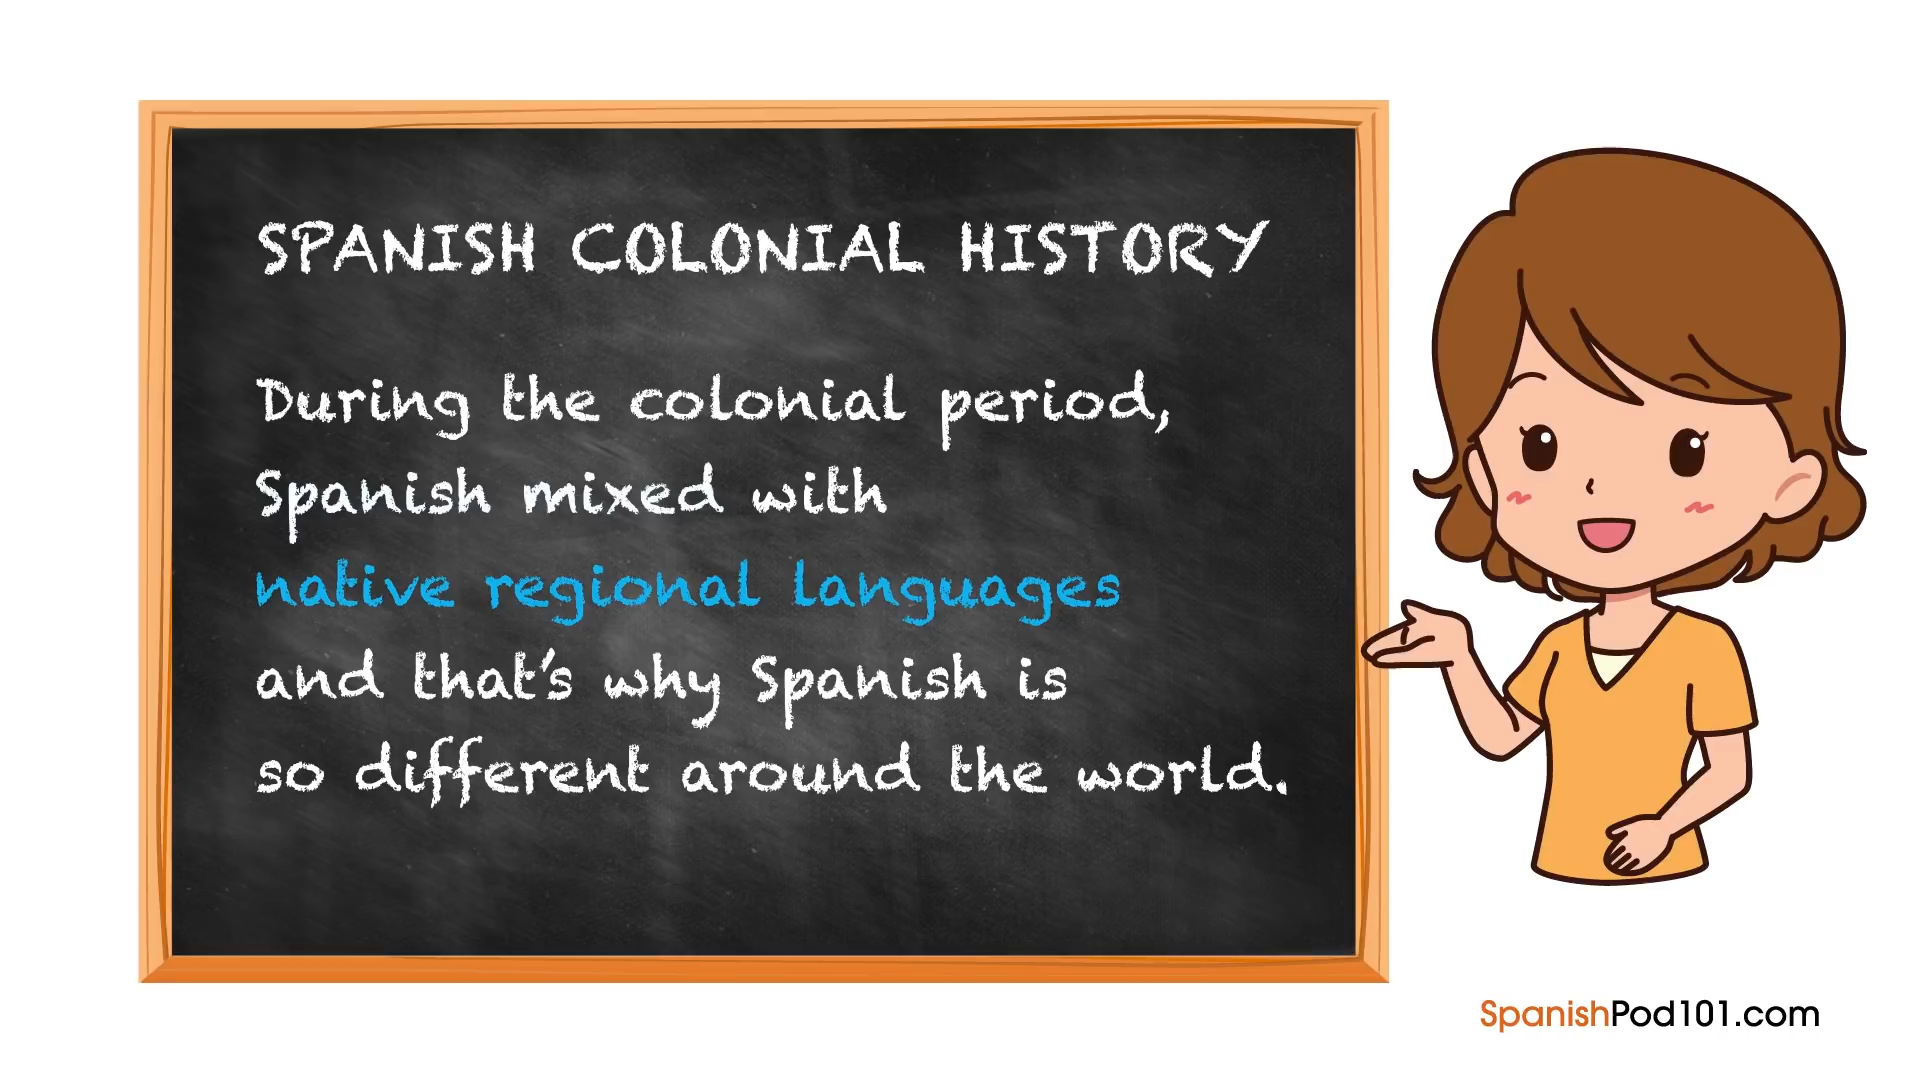 SPANISH COLONIAL HISTORY
During the colonial period,
Spanish mixed with
native regional languages
and that's why Spanish is
so different around the world.
SpanishPod101.com